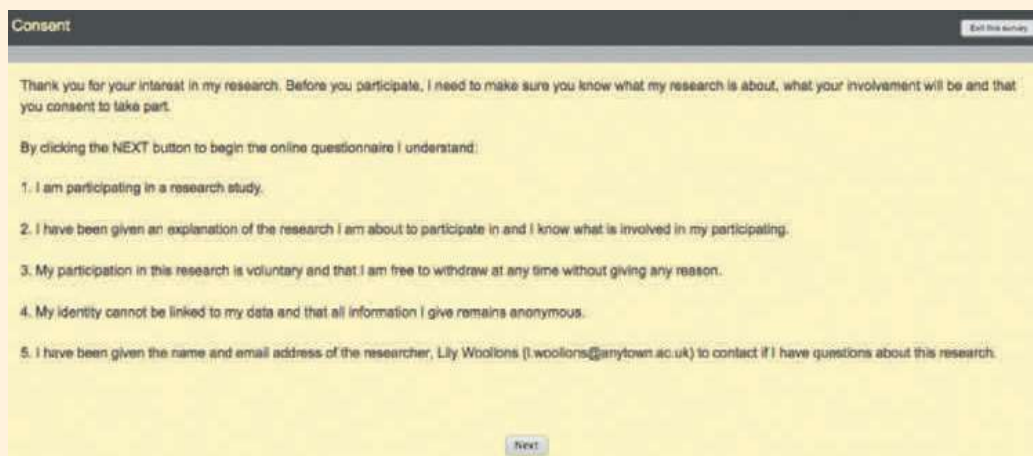 Consent
Exit this survey
Thank you for your interest in my research. Before you participate, I need to make sure you know what my research is about, what your involvement will be and that
you consent to take part.
By clicking the NEXT button to begin the online questionnaire I understand:
1. I am participating in a research study.
2. I have been given an explanation of the research I am about to participate in and I know what is involved in my participating.
3. My participation in this research is voluntary and that I am free to withdraw at any time without giving any reason.
4. My identity cannot be linked to my data and that all information I give remains anonymous.
5. I have been given the name and email address of the researcher, Lily Woollons (l.woollons@anytown.ac.uk) to contact if I have questions about this research.
Next